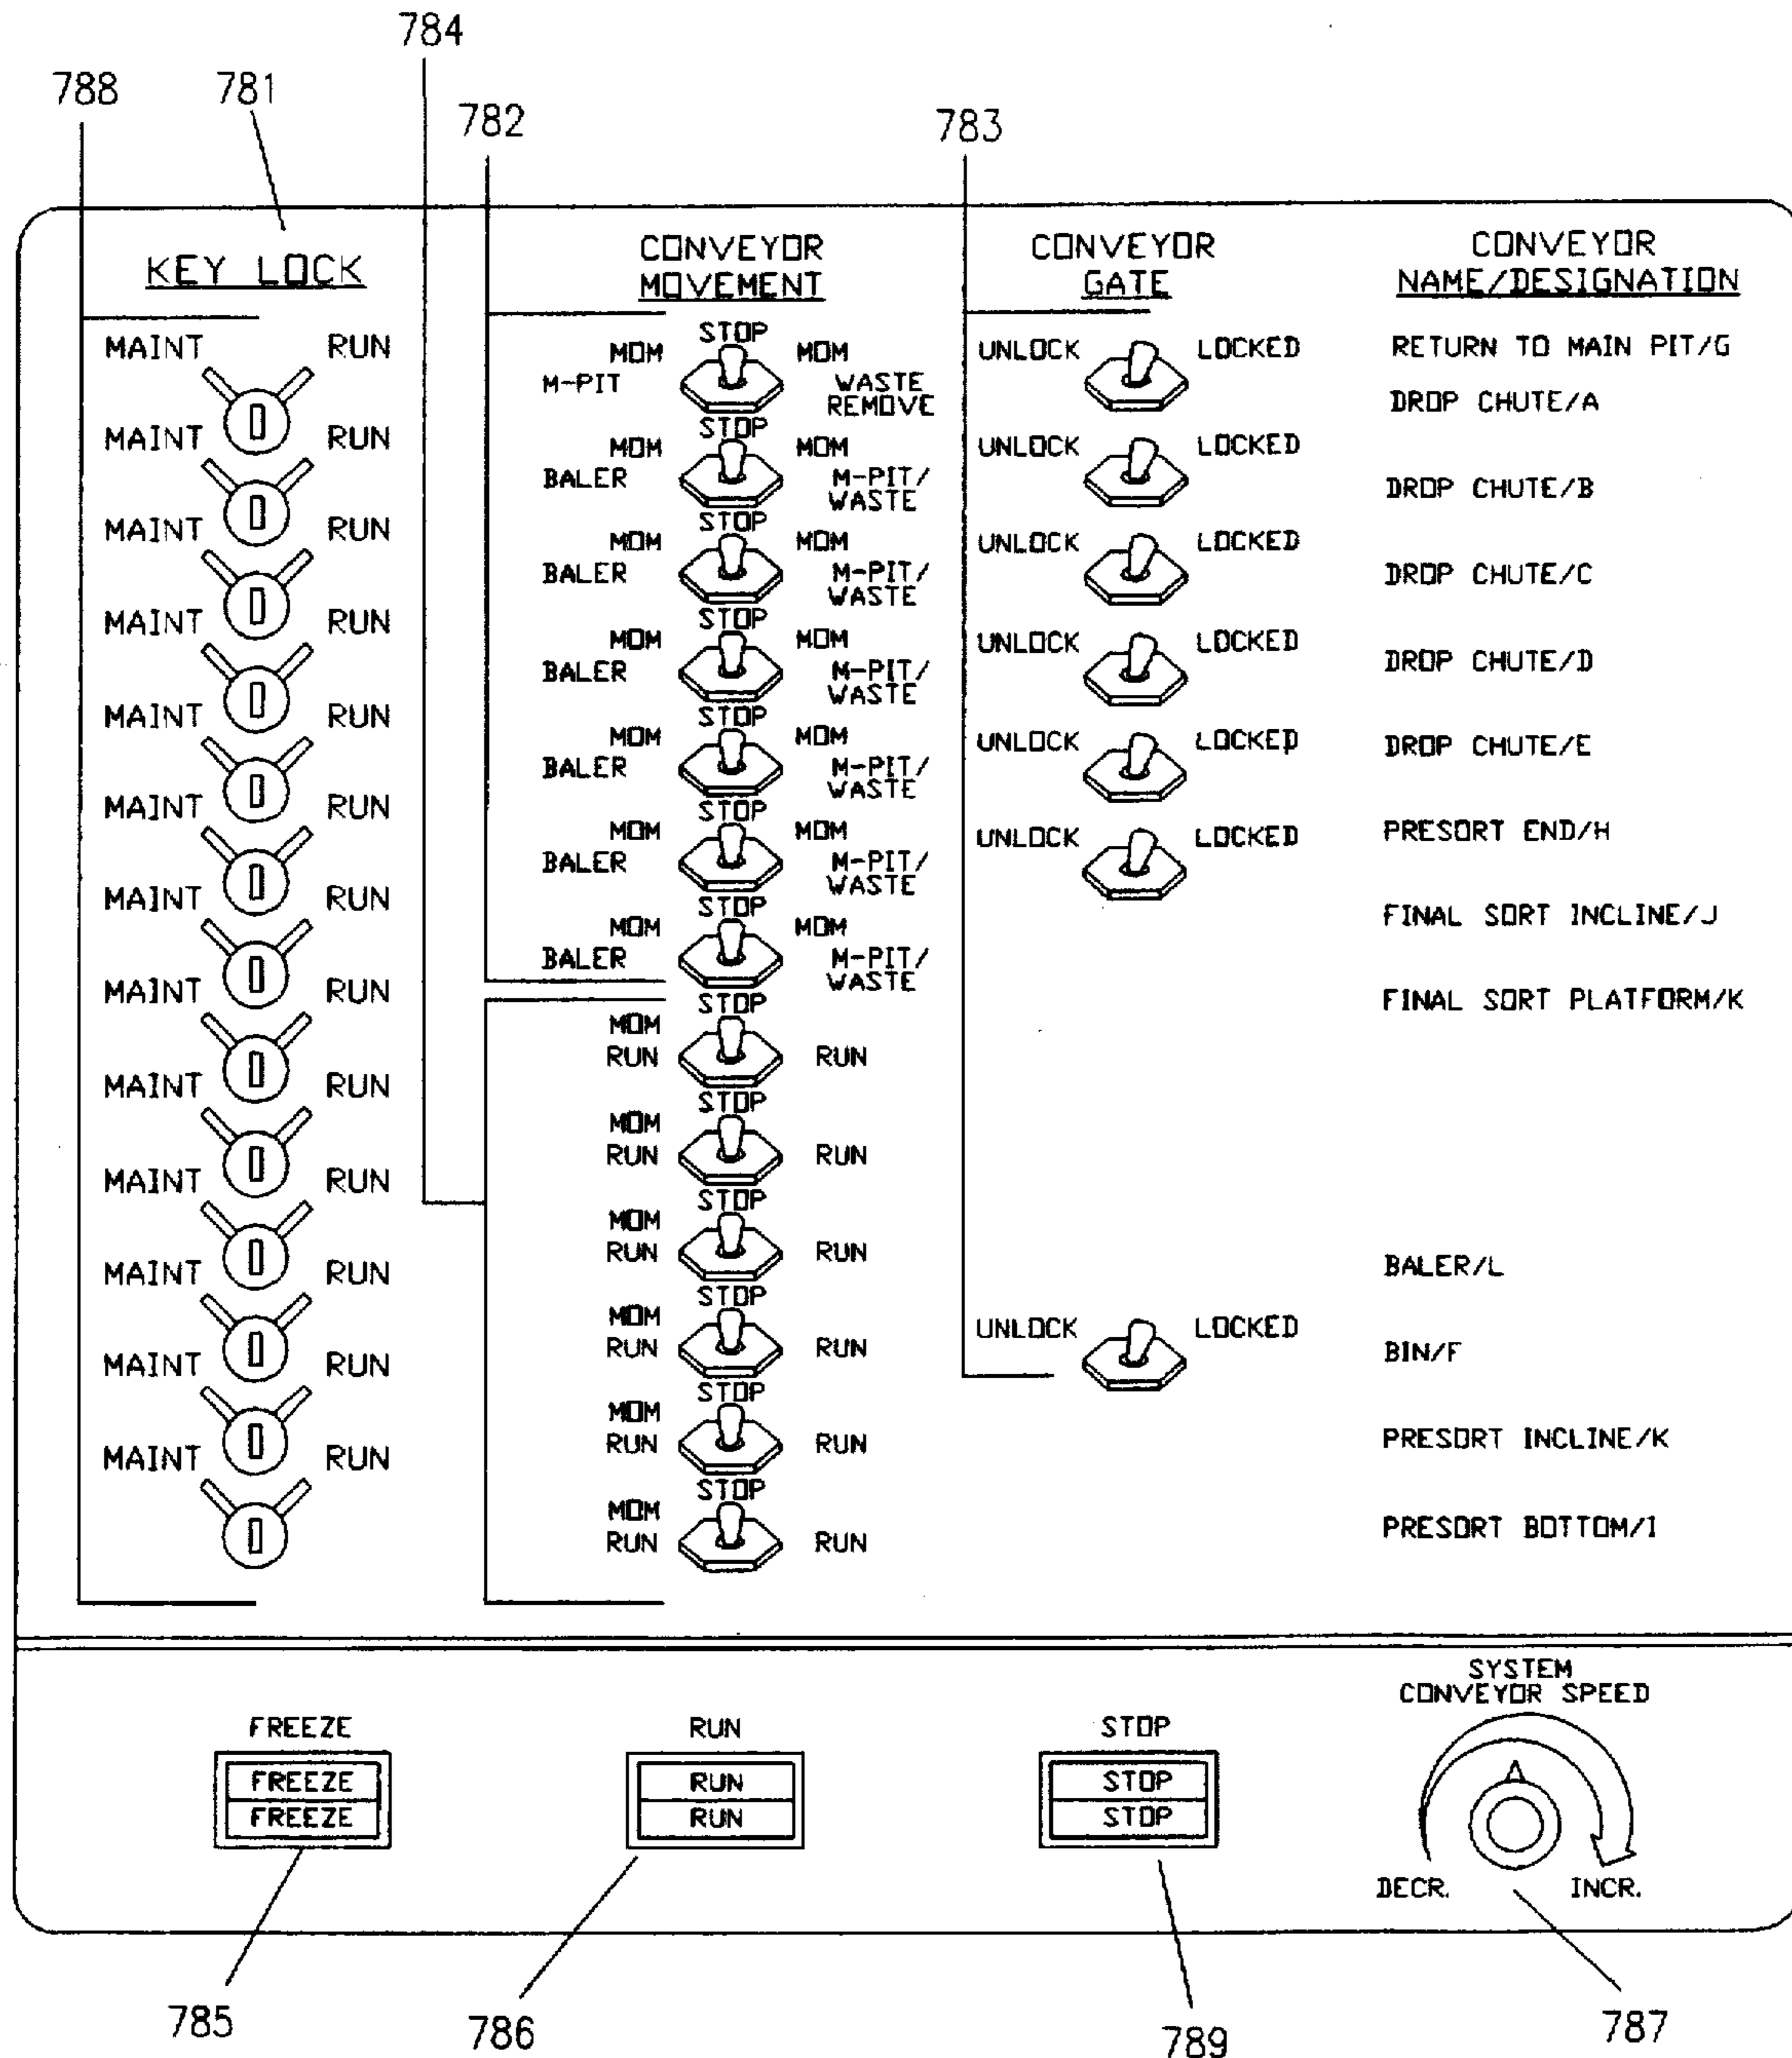 784
788 781
782 783
KEY LOCK
CONVEYOR
MOVEMENT
CONVEYOR
GATE
CONVEYOR
NAME/DESIGNATION
MAINT RUN
MAINT RUN
MAINT RUN
MAINT RUN
MAINT RUN
MAINT RUN
MAINT RUN
MAINT RUN
MAINT RUN
MAINT RUN
MAINT RUN
MAINT RUN
MAINT RUN
STOP
MOM MOM
M-PIT WASTE
REMOVE
STOP
MOM MOM
BALER M-PIT/
WASTE
STOP
MOM MOM
BALER M-PIT/
WASTE
STOP
MOM MOM
BALER M-PIT/
WASTE
STOP
MOM MOM
BALER M-PIT/
WASTE
STOP
MOM MOM
BALER M-PIT/
WASTE
STOP
MOM MOM
BALER M-PIT/
WASTE
STOP
MOM
RUN RUN
STOP
MOM
RUN RUN
STOP
MOM
RUN RUN
STOP
MOM
RUN RUN
STOP
MOM
RUN RUN
STOP
MOM
RUN RUN
UNLOCK LOCKED
UNLOCK LOCKED
UNLOCK LOCKED
UNLOCK LOCKED
UNLOCK LOCKED
UNLOCK LOCKED
UNLOCK LOCKED
RETURN TO MAIN PIT/G
DROP CHUTE/A
DROP CHUTE/B
DROP CHUTE/C
DROP CHUTE/D
DROP CHUTE/E
PRESORT END/H
FINAL SORT INCLINE/J
FINAL SORT PLATFORM/K
BALER/L
BIN/F
PRESORT INCLINE/K
PRESORT BOTTOM/I
FREEZE
FREEZE
FREEZE
RUN
RUN
RUN
STOP
STOP
STOP
SYSTEM
CONVEYOR SPEED
DECR. INCR.
785 786 789 787